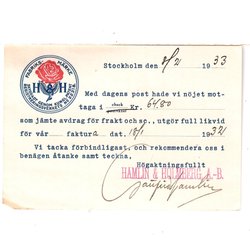 FABRIKS-MÄRKE
H & H
Stockholm den 8/2 1933
Med dagens post hade vi nöjet mot-
taga i check Kr. 64.80
som jämte avdrag för frakt och sc., utgör full likvid
för vår faktura dat. 18/1 1932
Vi tacka förbindligast, och rekommendera oss i
benägen åtanke samt teckna,
Högaktningsfullt
HAMLIN & HOLMBERG A.-B.